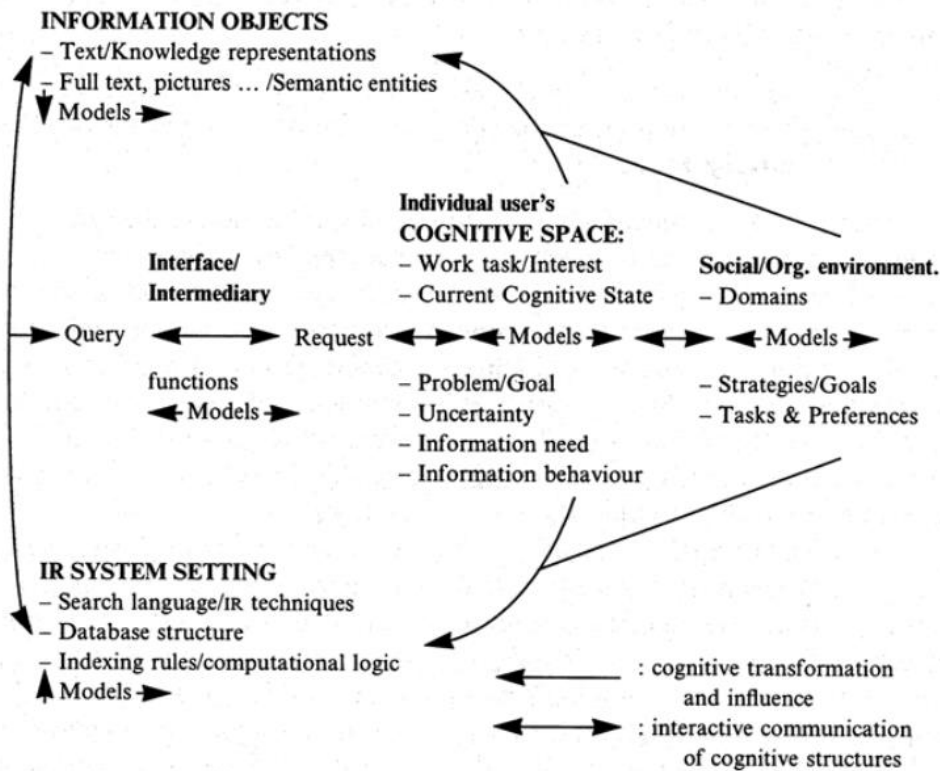 INFORMATION OBJECTS
– Text/Knowledge representations
– Full text, pictures ... /Semantic entities
Models
Individual user's
COGNITIVE SPACE:
– Work task/Interest
– Current Cognitive State
Interface/
Intermediary
Social/Org. environment.
– Domains
Query
Request
Models
Models
functions
Models
– Problem/Goal
– Uncertainty
– Information need
– Information behaviour
– Strategies/Goals
– Tasks & Preferences
IR SYSTEM SETTING
– Search language/IR techniques
– Database structure
– Indexing rules/computational logic
Models
: cognitive transformation
and influence
: interactive communication
of cognitive structures